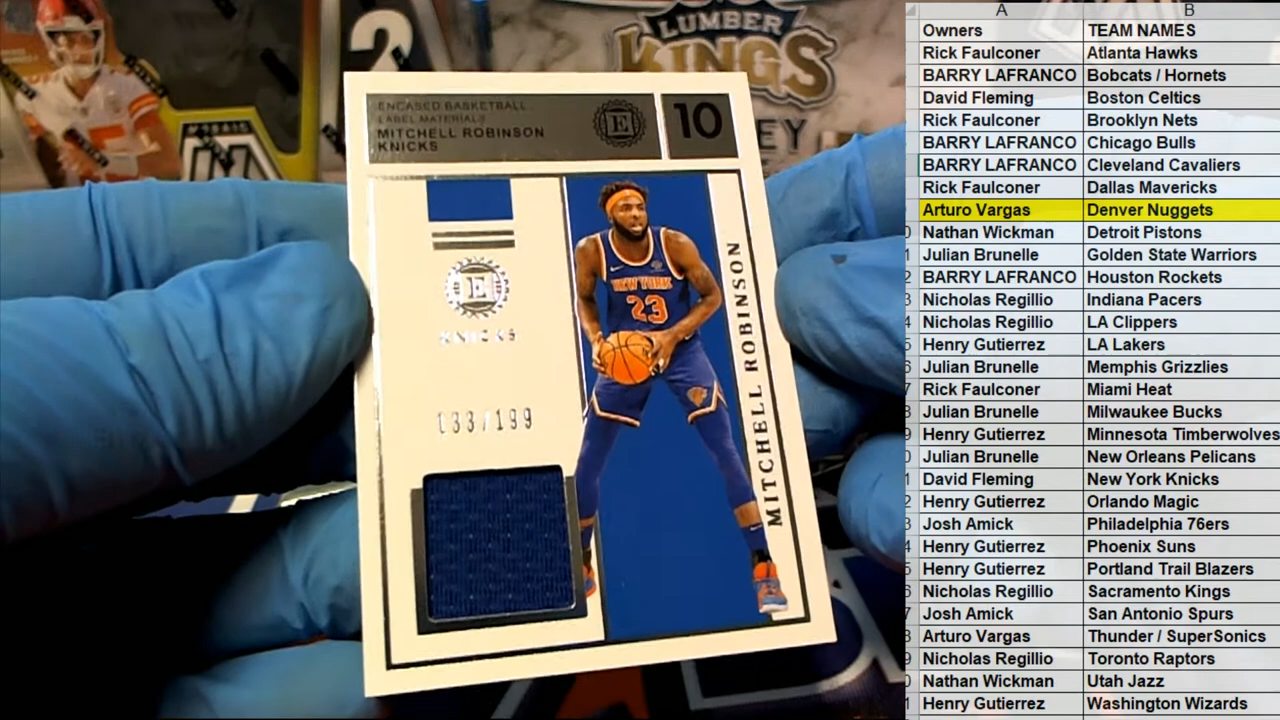 LUMBER
KINGS
ENCASED BASKETBALL
LABEL MATERIALS
MITCHELL ROBINSON
KNICKS
E
10
E
KNICKS
133/199
NEW YORK
23
MITCHELL ROBINSON
A B
Owners TEAM NAMES
Rick Faulconer Atlanta Hawks
BARRY LAFRANCO Bobcats / Hornets
David Fleming Boston Celtics
Rick Faulconer Brooklyn Nets
BARRY LAFRANCO Chicago Bulls
BARRY LAFRANCO Cleveland Cavaliers
Rick Faulconer Dallas Mavericks
Arturo Vargas Denver Nuggets
Nathan Wickman Detroit Pistons
Julian Brunelle Golden State Warriors
BARRY LAFRANCO Houston Rockets
Nicholas Regillio Indiana Pacers
Nicholas Regillio LA Clippers
Henry Gutierrez LA Lakers
Julian Brunelle Memphis Grizzlies
Rick Faulconer Miami Heat
Julian Brunelle Milwaukee Bucks
Henry Gutierrez Minnesota Timberwolves
Julian Brunelle New Orleans Pelicans
David Fleming New York Knicks
Henry Gutierrez Orlando Magic
Josh Amick Philadelphia 76ers
Henry Gutierrez Phoenix Suns
Henry Gutierrez Portland Trail Blazers
Nicholas Regillio Sacramento Kings
Josh Amick San Antonio Spurs
Arturo Vargas Thunder / SuperSonics
Nicholas Regillio Toronto Raptors
Nathan Wickman Utah Jazz
Henry Gutierrez Washington Wizards